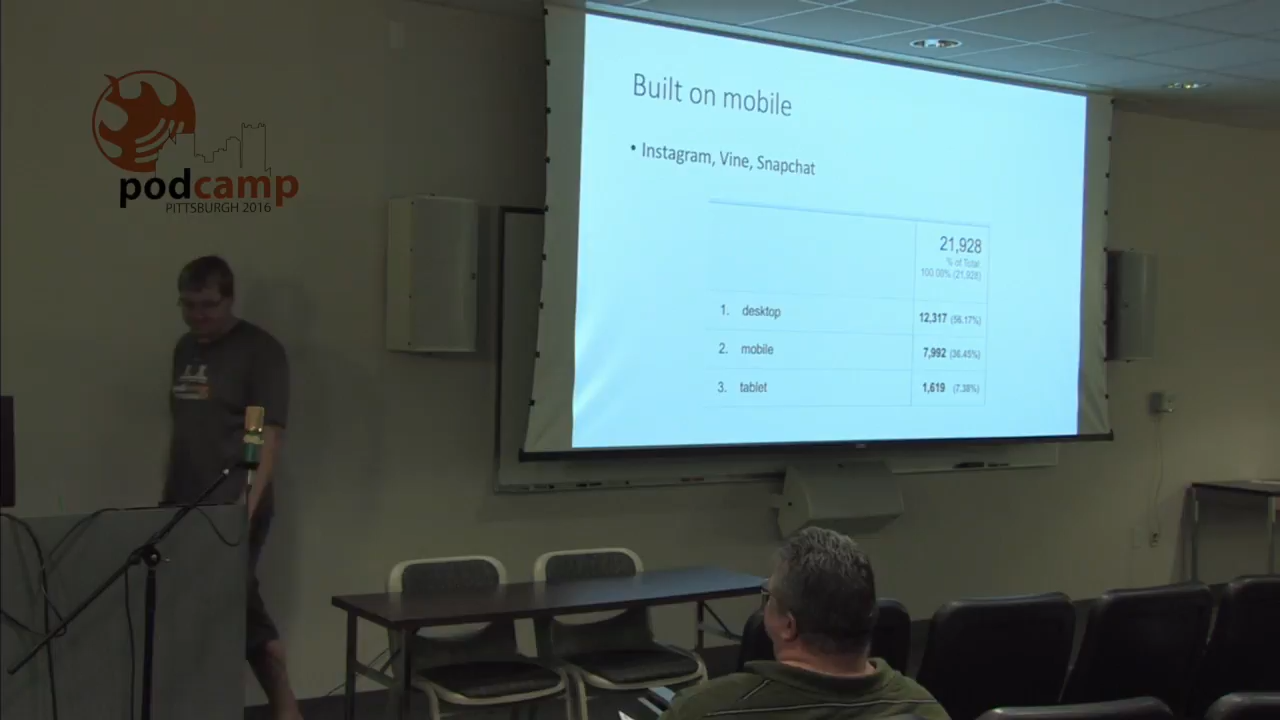 podcamp
PITTSBURGH 2016
Built on mobile
• Instagram, Vine, Snapchat
21,928
% of Total:
100.00% (21,928)
1. desktop 12,317 (56.17%)
2. mobile 7,992 (36.45%)
3. tablet 1,619 (7.38%)